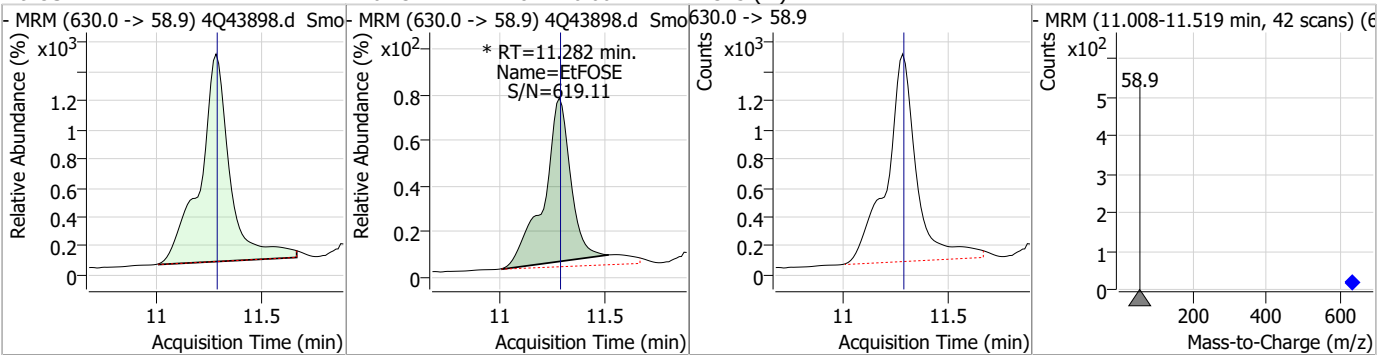 - MRM (630.0 -> 58.9) 4Q43898.d Smo
x10³
Relative Abundance (%)
1.2
1
0.8
0.6
0.4
0.2
0
11
11.5
Acquisition Time (min)
- MRM (630.0 -> 58.9) 4Q43898.d Smo
x10²
* RT=11.282 min.
Name=EtFOSE
S/N=619.11
Relative Abundance (%)
0.8
0.6
0.4
0.2
0
11
11.5
Acquisition Time (min)
630.0 -> 58.9
x10³
Counts
1.2
1
0.8
0.6
0.4
0.2
0
11
11.5
Acquisition Time (min)
- MRM (11.008-11.519 min, 42 scans) (6
x10²
Counts
58.9
5
4
3
2
1
0
200
400
600
Mass-to-Charge (m/z)